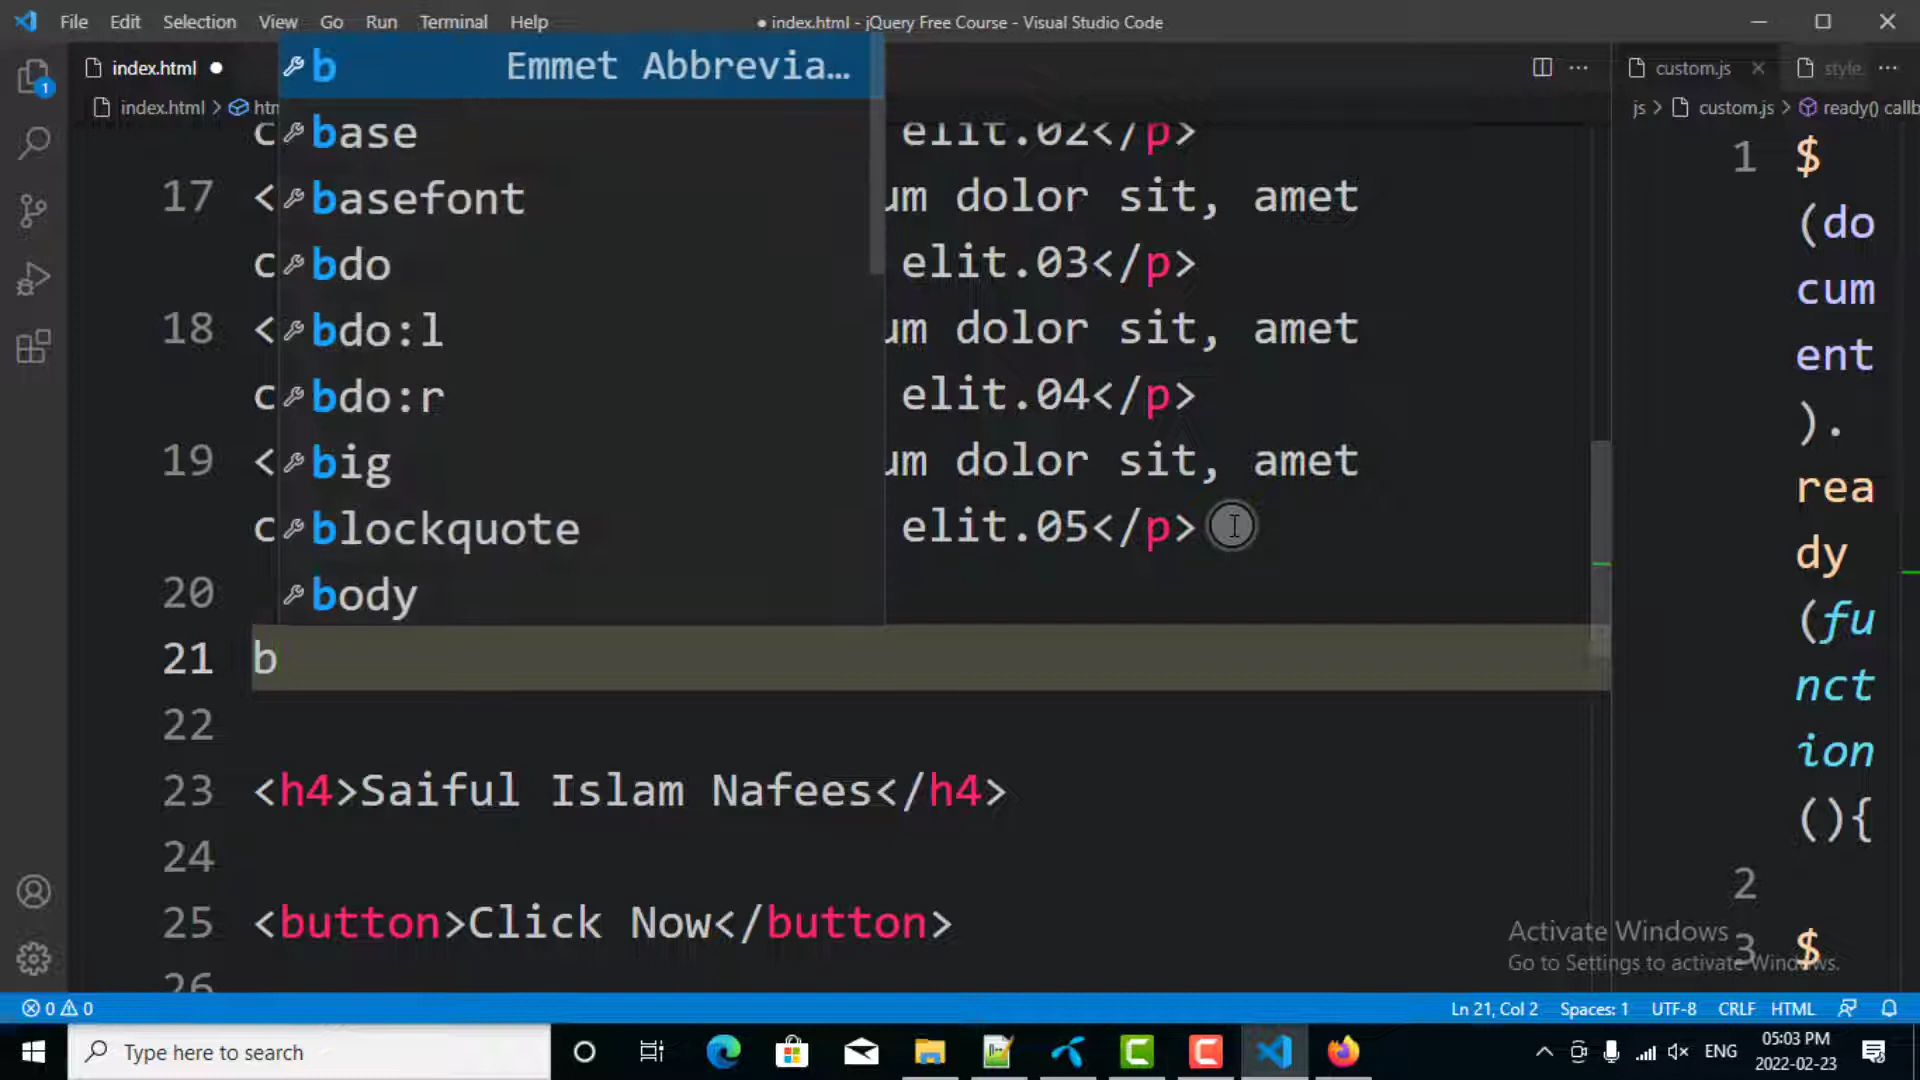 File Edit Selection View Go Run Terminal Help
● index.html - jQuery Free Course - Visual Studio Code
index.html ●
index.html >
custom.js
style.
js > custom.js > ready() callb
b Emmet Abbrevia…
base
basefont
bdo
bdo:l
bdo:r
big
blockquote
body
c elit.02</p>
17 < um dolor sit, amet
c elit.03</p>
18 < um dolor sit, amet
c elit.04</p>
19 < um dolor sit, amet
c elit.05</p>
20
21 b
22
23 <h4>Saiful Islam Nafees</h4>
24
25 <button>Click Now</button>
26
1 $
(do
cum
ent
).
rea
dy
(fu
nct
ion
(){
2
3 $
Activate Windows
Go to Settings to activate Windows.
0 0
Ln 21, Col 2 Spaces: 1 UTF-8 CRLF HTML
1
Type here to search
ENG
05:03 PM
2022-02-23